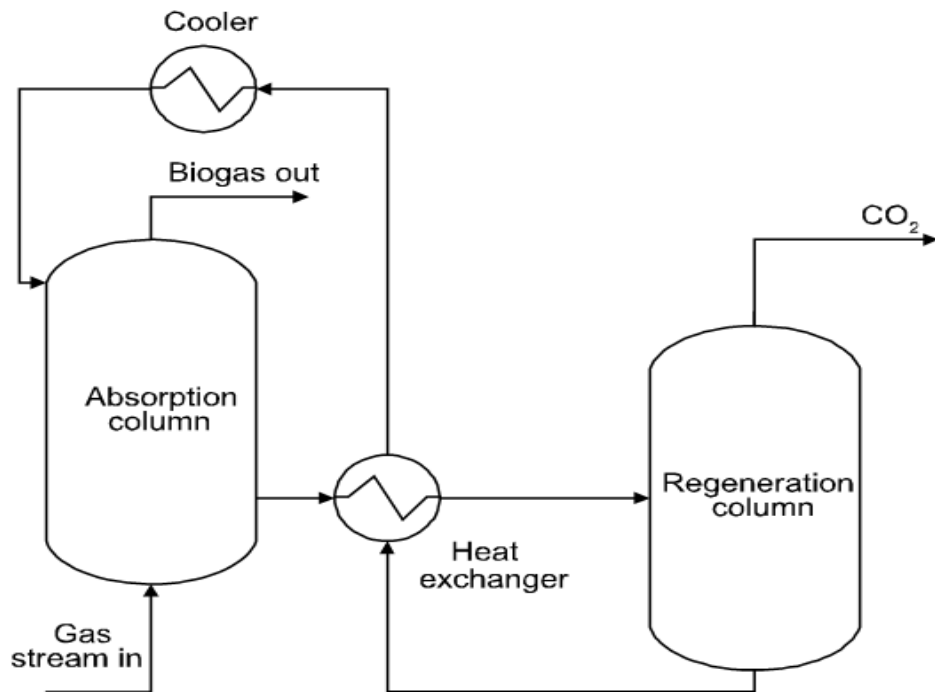 Cooler
Biogas out
CO₂
Absorption
column
Regeneration
column
Heat
exchanger
Gas
stream in